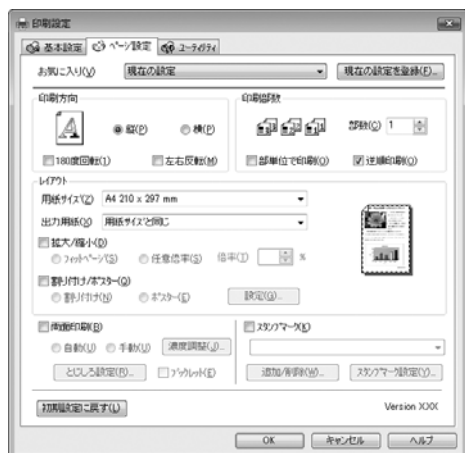 印刷設定
基本設定 ページ設定 ユーティリティ
お気に入り(V) 現在の設定 現在の設定を登録(F)...
印刷方向 印刷部数
縦(P) 横(M) 部数(C) 1
180度回転(1) 左右反転(M) 部単位で印刷(O) 逆順印刷(O)
レイアウト
用紙サイズ(Z) A4 210 x 297 mm
出力用紙(X) 用紙サイズと同じ
拡大/縮小(D)
フィットページ(S) 任意倍率(S) 倍率(T) %
割り付け/ポスター(Q)
割り付け(N) ポスター(E) 設定(G)...
両面印刷(B) スタンプマーク(K)
自動(U) 手動(U) 濃度調整(J)...
とじしろ設定(R)... ブックレット(E) 追加/削除(W)... スタンプマーク設定(Y)...
初期設定に戻す(L) Version XXX
OK キャンセル ヘルプ